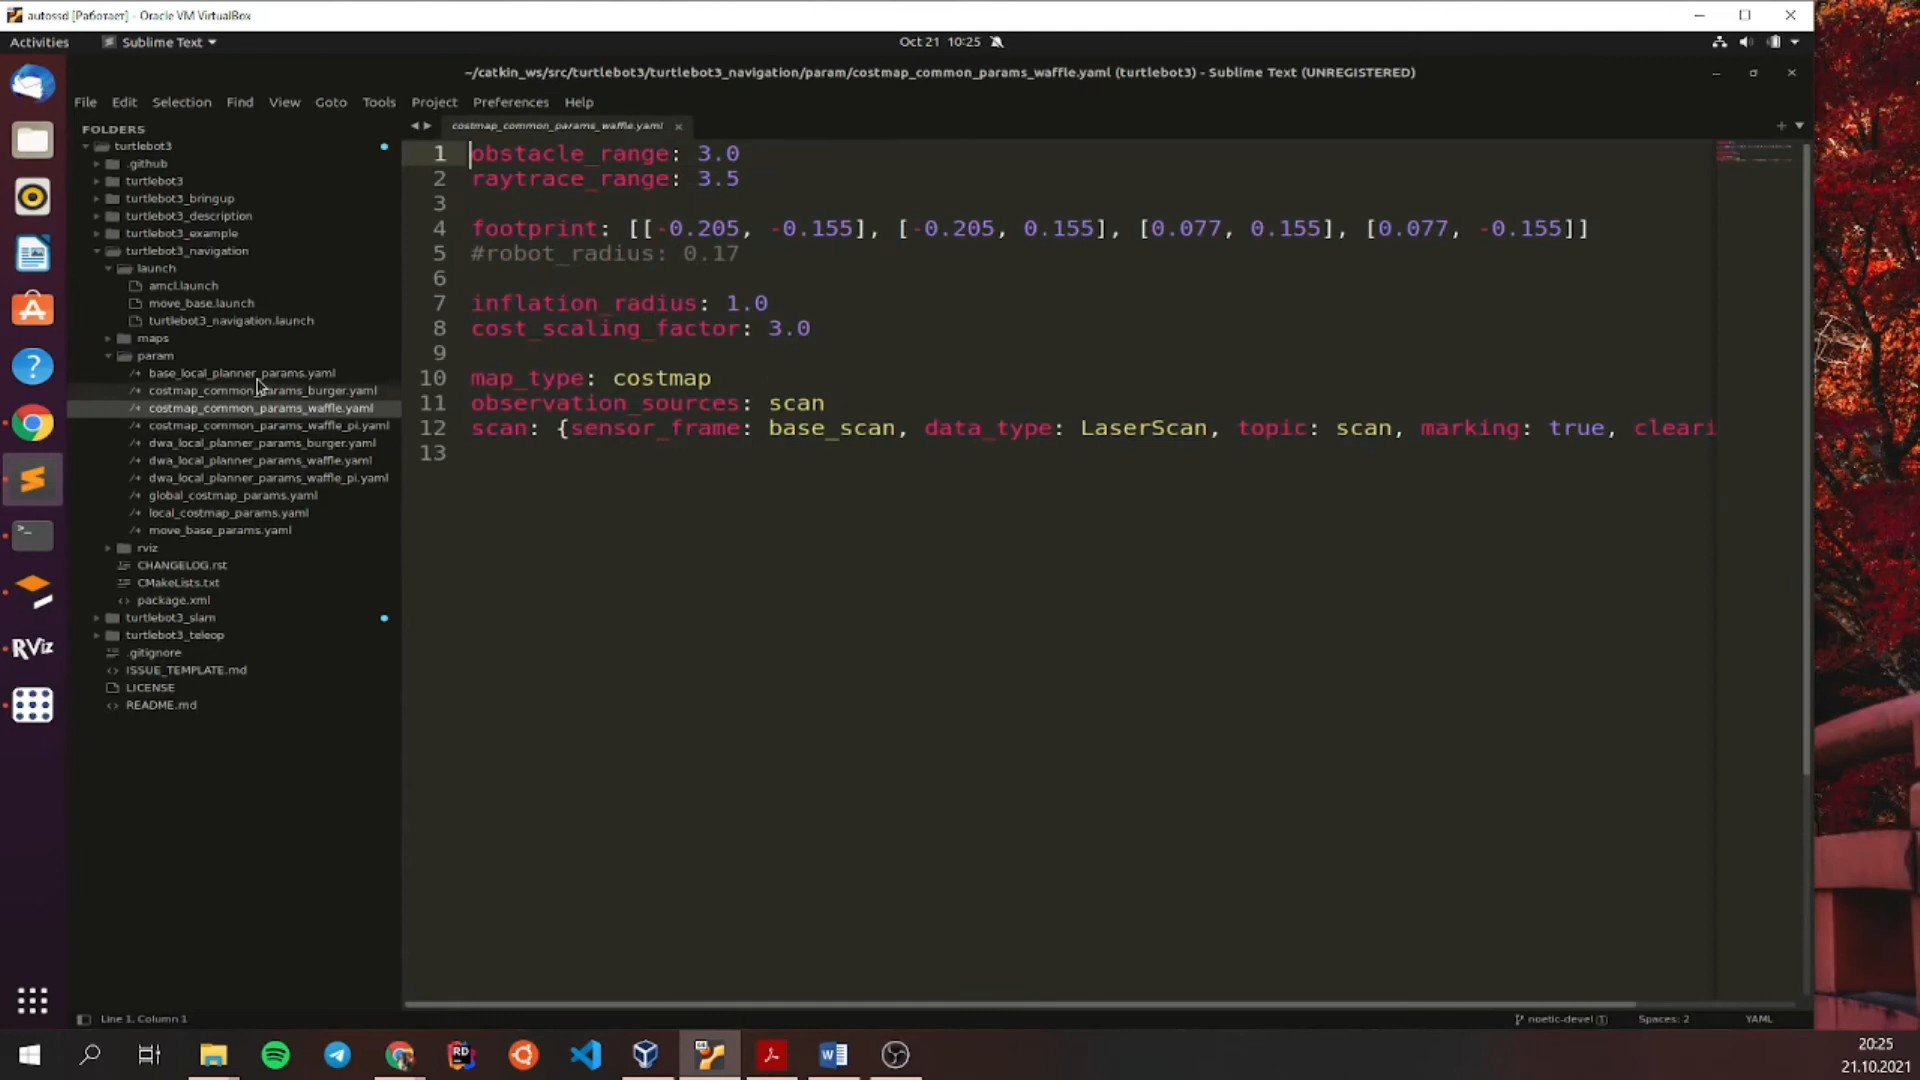 autossd [Работает] - Oracle VM VirtualBox
Activities
Sublime Text
Oct 21 10:25
~/catkin_ws/src/turtlebot3/turtlebot3_navigation/param/costmap_common_params_waffle.yaml (turtlebot3) - Sublime Text (UNREGISTERED)
File Edit Selection Find View Goto Tools Project Preferences Help
FOLDERS
turtlebot3
.github
turtlebot3
turtlebot3_bringup
turtlebot3_description
turtlebot3_example
turtlebot3_navigation
launch
amcl.launch
move_base.launch
turtlebot3_navigation.launch
maps
param
base_local_planner_params.yaml
costmap_common_params_burger.yaml
costmap_common_params_waffle.yaml
costmap_common_params_waffle_pi.yaml
dwa_local_planner_params_burger.yaml
dwa_local_planner_params_waffle.yaml
dwa_local_planner_params_waffle_pi.yaml
global_costmap_params.yaml
local_costmap_params.yaml
move_base_params.yaml
rviz
CHANGELOG.rst
CMakeLists.txt
package.xml
turtlebot3_slam
turtlebot3_teleop
.gitignore
ISSUE_TEMPLATE.md
LICENSE
README.md
costmap_common_params_waffle.yaml
1 obstacle_range: 3.0
2 raytrace_range: 3.5
3
4 footprint: [[-0.205, -0.155], [-0.205, 0.155], [0.077, 0.155], [0.077, -0.155]]
5 #robot_radius: 0.17
6
7 inflation_radius: 1.0
8 cost_scaling_factor: 3.0
9
10 map_type: costmap
11 observation_sources: scan
12 scan: {sensor_frame: base_scan, data_type: LaserScan, topic: scan, marking: true, cleari
13
RViz
Line 1, Column 1
noetic-devel (1)
Spaces: 2
YAML
RD
20:25
21.10.2021